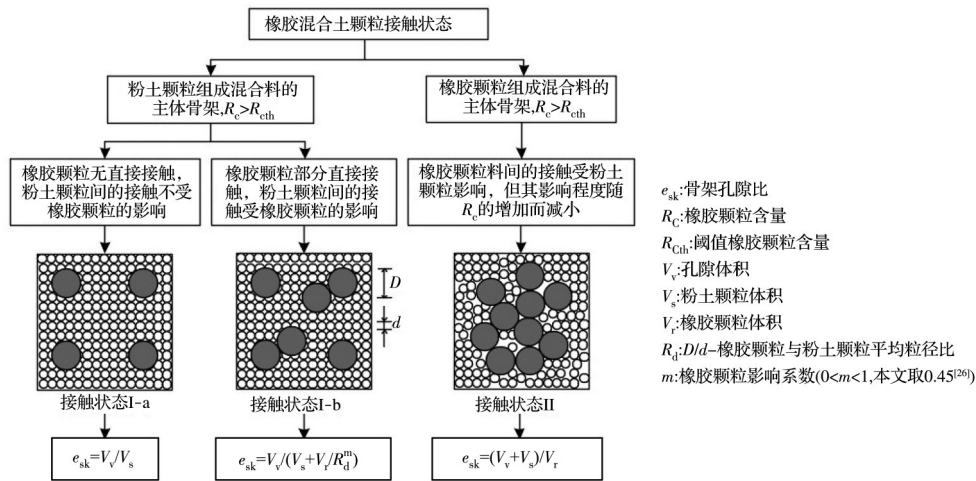 橡胶混合土颗粒接触状态
粉土颗粒组成混合料的
主体骨架,Rc>Rcth
橡胶颗粒组成混合料的
主体骨架,Rc>Rcth
橡胶颗粒无直接接触，
粉土颗粒间的接触不受
橡胶颗粒的影响
橡胶颗粒部分直接接
触，粉土颗粒间的接
触受橡胶颗粒的影响
橡胶颗粒料间的接触受粉土
颗粒影响，但其影响程度随
Rc的增加而减小
D
d
接触状态I-a
接触状态I-b
接触状态II
esk=Vv/Vs
esk=Vv/(Vs+Vr/Rdm)
esk=(Vv+Vs)/Vr
esk:骨架孔隙比
RC:橡胶颗粒含量
RCth:阈值橡胶颗粒含量
Vv:孔隙体积
Vs:粉土颗粒体积
Vr:橡胶颗粒体积
Rd:D/d-橡胶颗粒与粉土颗粒平均粒径比
m:橡胶颗粒影响系数(0<m<1,本文取0.45[26])